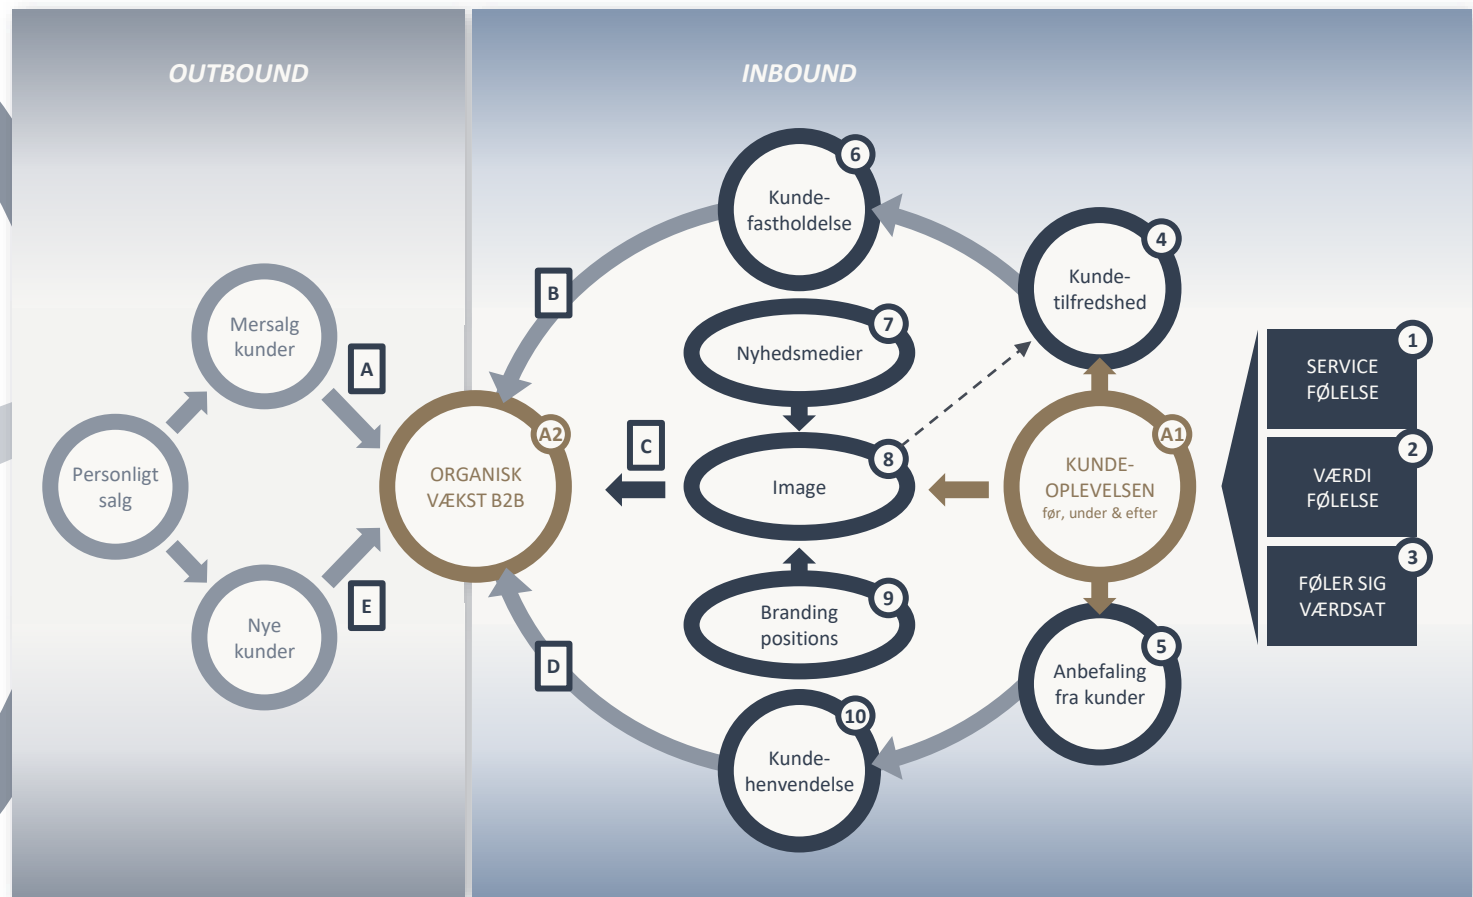 OUTBOUND
INBOUND
Mersalg
kunder
A
Personligt
salg
Nye
kunder
E
A2
ORGANISK
VÆKST B2B
B
C
D
6
Kunde-
fastholdelse
7
Nyhedsmedier
8
Image
9
Branding
positions
10
Kunde-
henvendelse
4
Kunde-
tilfredshed
A1
KUNDE-
OPLEVELSEN
før, under & efter
5
Anbefaling
fra kunder
1
SERVICE
FØLELSE
2
VÆRDI
FØLELSE
3
FØLER SIG
VÆRDSAT